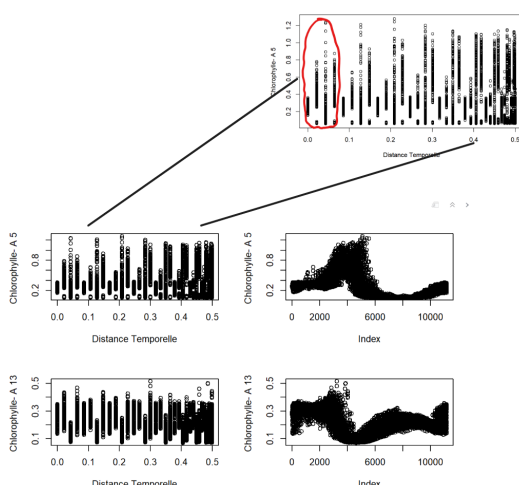 Chlorophylle- A 5
0.2 0.4 0.6 0.8 1.0 1.2
0.0 0.1 0.2 0.3 0.4 0.5
Distance Temporelle
Chlorophylle- A 5
0.2 0.8
0.0 0.1 0.2 0.3 0.4 0.5
Distance Temporelle
Chlorophylle- A 5
0.2 0.8
0 2000 6000 10000
Index
Chlorophylle- A 13
0.1 0.3 0.5
0.0 0.1 0.2 0.3 0.4 0.5
Distance Temporelle
Chlorophylle- A 13
0.1 0.3 0.5
0 2000 6000 10000
Index